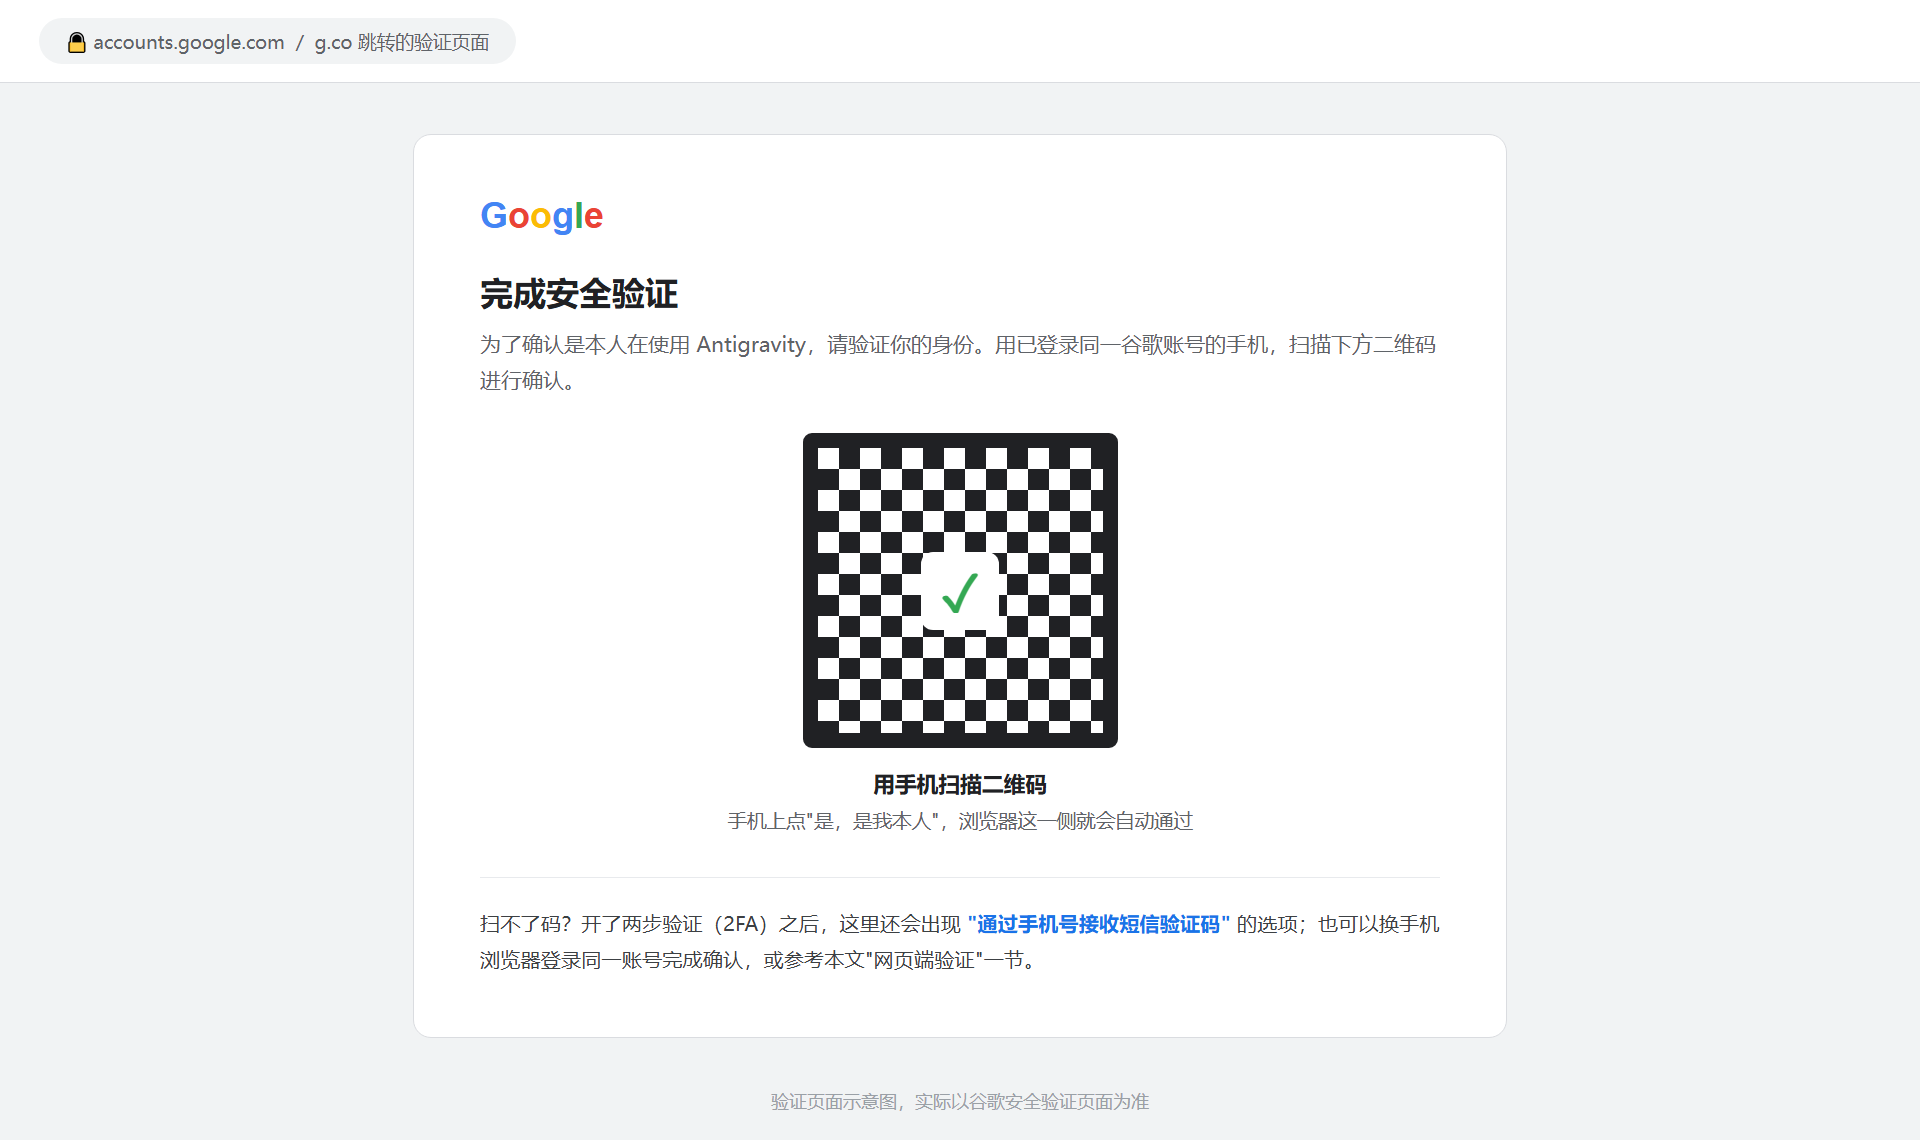 accounts.google.com / g.co 跳转的验证页面
Google
完成安全验证
为了确认是本人在使用 Antigravity，请验证你的身份。用已登录同一谷歌账号的手机，扫描下方二维码
进行确认。
用手机扫描二维码
手机上点"是，是我本人"，浏览器这一侧就会自动通过
扫不了码？开了两步验证（2FA）之后，这里还会出现 "通过手机号接收短信验证码" 的选项；也可以换手机
浏览器登录同一账号完成确认，或参考本文"网页端验证"一节。
验证页面示意图，实际以谷歌安全验证页面为准